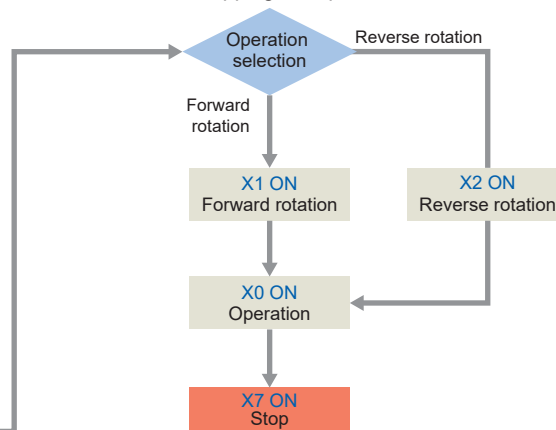 Operation
selection
Reverse rotation
Forward
rotation
X1 ON
Forward rotation
X2 ON
Reverse rotation
X0 ON
Operation
X7 ON
Stop